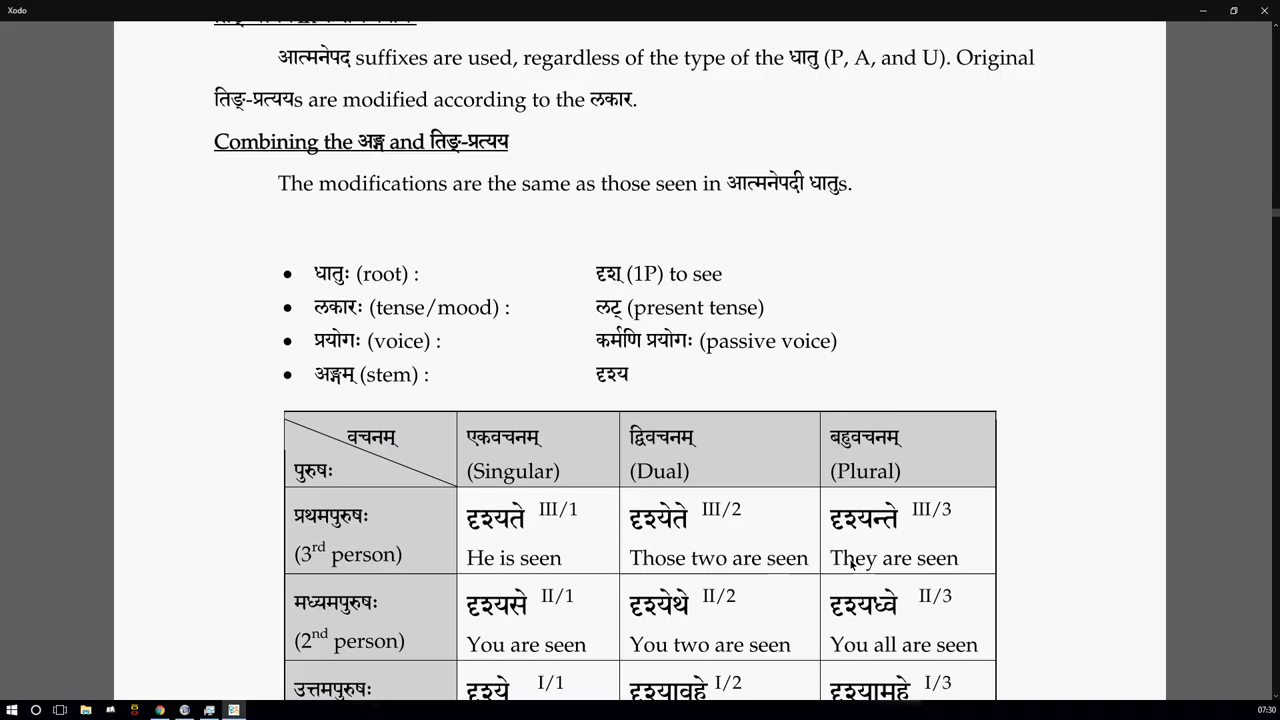 Xodo
आत्मनेपद suffixes are used, regardless of the type of the धातु (P, A, and U). Original
तिङ्-प्रत्ययs are modified according to the लकार.
Combining the अङ्ग and तिङ्-प्रत्यय
The modifications are the same as those seen in आत्मनेपदी धातुs.
• धातुः (root) : दृश् (1P) to see
• लकारः (tense/mood) : लट् (present tense)
• प्रयोगः (voice) : कर्मणि प्रयोगः (passive voice)
• अङ्गम् (stem) : दृश्य
वचनम् एकवचनम् द्विवचनम् बहुवचनम्
पुरुषः (Singular) (Dual) (Plural)
प्रथमपुरुषः दृश्यते III/1 दृश्येते III/2 दृश्यन्ते III/3
(3rd person) He is seen Those two are seen They are seen
मध्यमपुरुषः दृश्यसे II/1 दृश्येथे II/2 दृश्यध्वे II/3
(2nd person) You are seen You two are seen You all are seen
उत्तमपुरुषः दृश्ये I/1 दृश्यावहे I/2 दृश्यामहे I/3
07:30